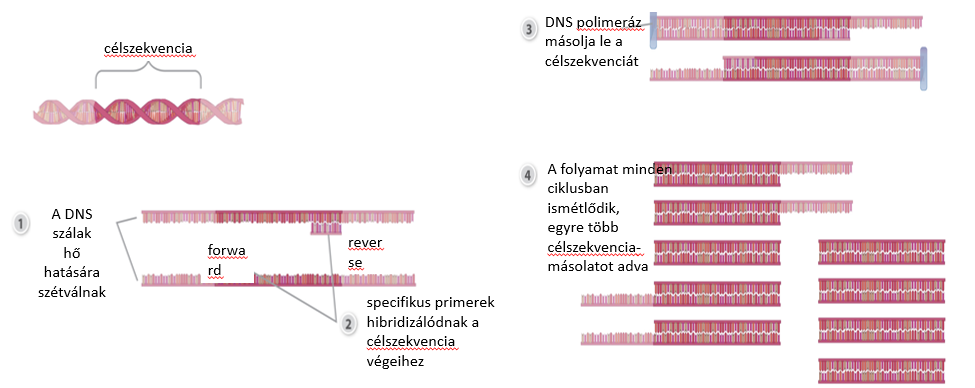 célszekvencia
1
A DNS
szálak
hő
hatására
szétválnak
forwa
rd
rever
se
2
specifikus primerek
hibridizálódnak a
célszekvencia
végeihez
3
DNS polimeráz
másolja le a
célszekvenciát
4
A folyamat minden
ciklusban
ismétlődik,
egyre több
célszekvencia-
másolatot adva